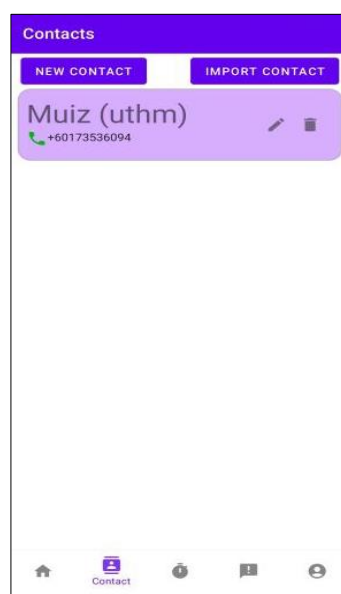 Contacts
NEW CONTACT IMPORT CONTACT
Muiz (uthm)
+60173536094
Contact